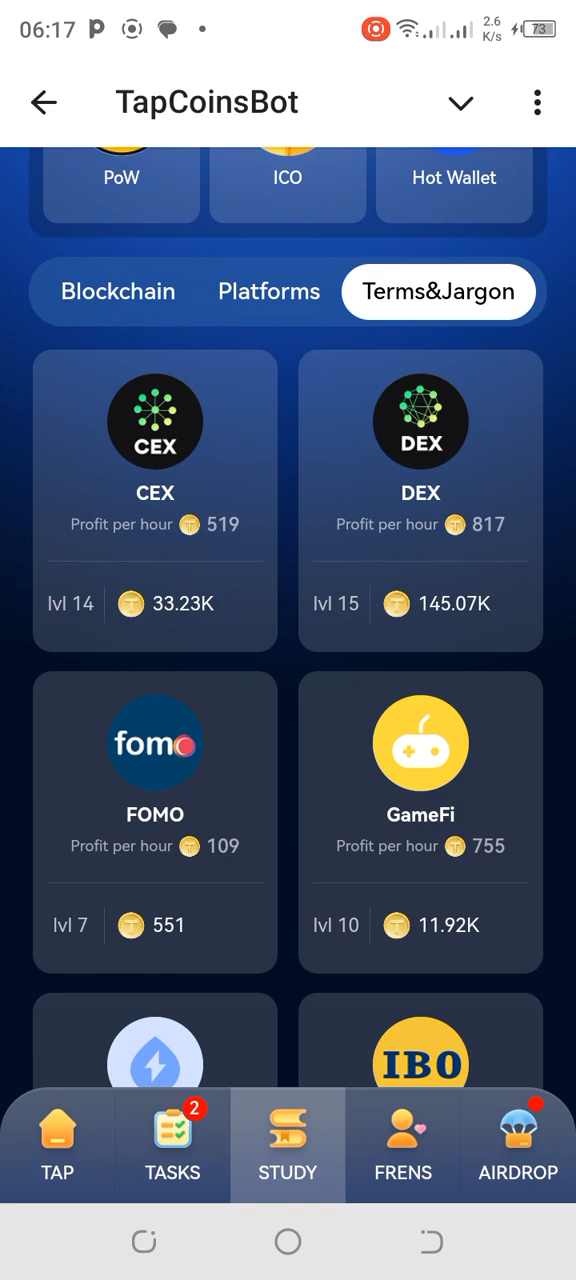 06:17
2.6
K/s
73
TapCoinsBot
PoW
ICO
Hot Wallet
Blockchain
Platforms
Terms&Jargon
CEX
CEX
Profit per hour 519
lvl 14
33.23K
DEX
DEX
Profit per hour 817
lvl 15
145.07K
fomo
FOMO
Profit per hour 109
lvl 7
551
GameFi
Profit per hour 755
lvl 10
11.92K
IBO
TAP
2
TASKS
STUDY
FRENS
AIRDROP